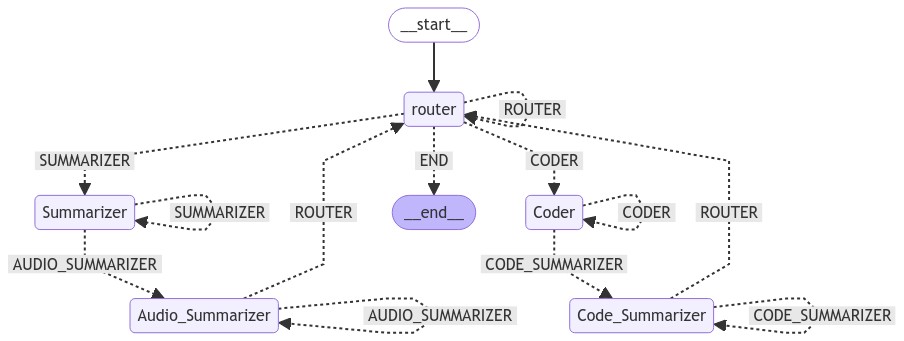 __start__
router
ROUTER
SUMMARIZER
END
CODER
Summarizer
SUMMARIZER
ROUTER
__end__
Coder
CODER
ROUTER
AUDIO_SUMMARIZER
CODE_SUMMARIZER
Audio_Summarizer
AUDIO_SUMMARIZER
Code_Summarizer
CODE_SUMMARIZER